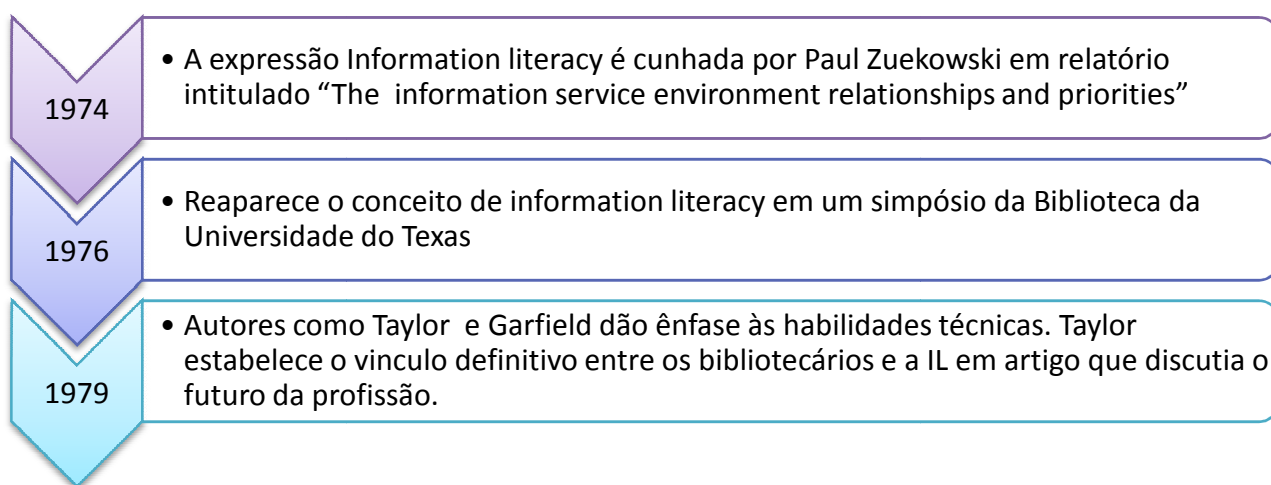 1974
• A expressão Information literacy é cunhada por Paul Zuekowski em relatório
intitulado “The information service environment relationships and priorities”
1976
• Reaparece o conceito de information literacy em um simpósio da Biblioteca da
Universidade do Texas
1979
• Autores como Taylor e Garfield dão ênfase às habilidades técnicas. Taylor
estabelece o vinculo definitivo entre os bibliotecários e a IL em artigo que discutia o
futuro da profissão.